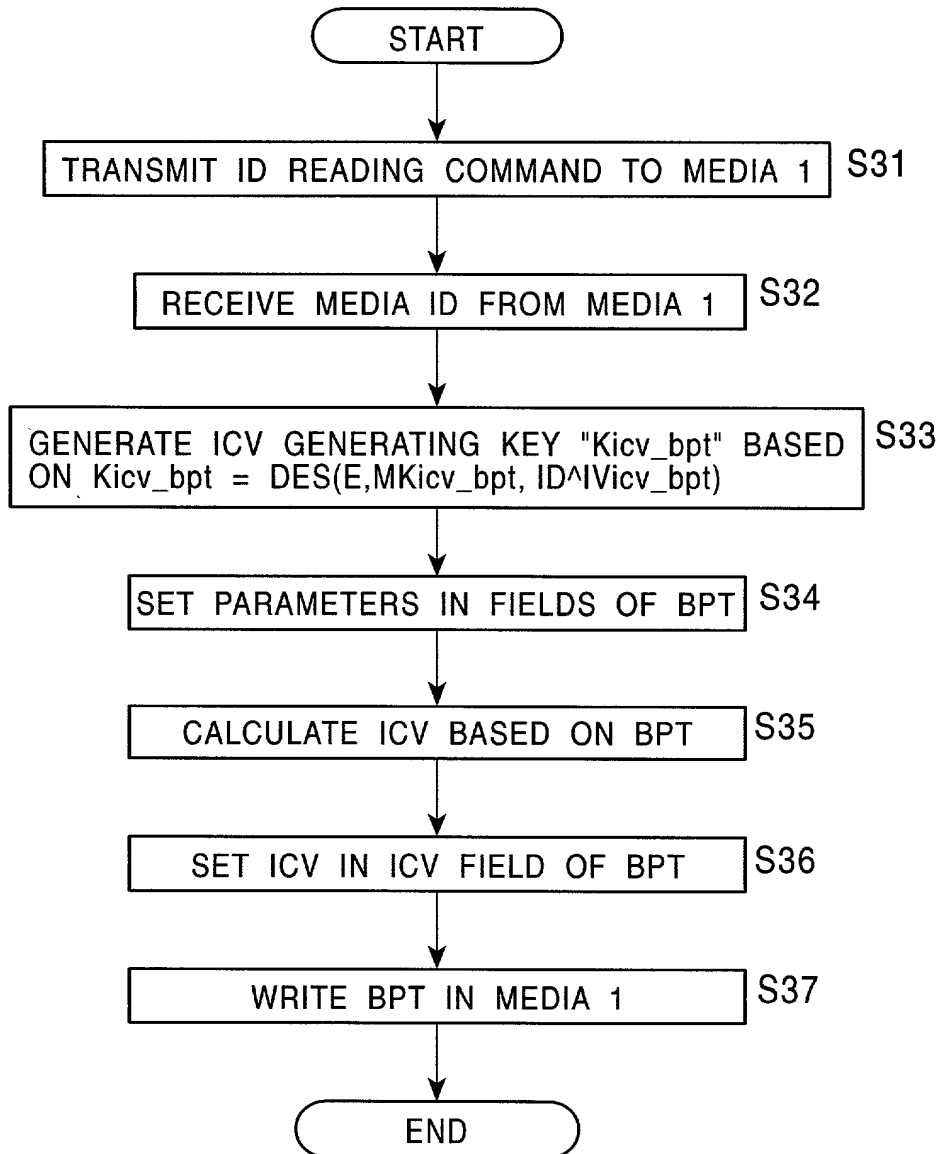 START
TRANSMIT ID READING COMMAND TO MEDIA 1 S31
RECEIVE MEDIA ID FROM MEDIA 1 S32
GENERATE ICV GENERATING KEY "Kicv_bpt" BASED S33
ON Kicv_bpt = DES(E,MKicv_bpt, ID^IVicv_bpt)
SET PARAMETERS IN FIELDS OF BPT S34
CALCULATE ICV BASED ON BPT S35
SET ICV IN ICV FIELD OF BPT S36
WRITE BPT IN MEDIA 1 S37
END